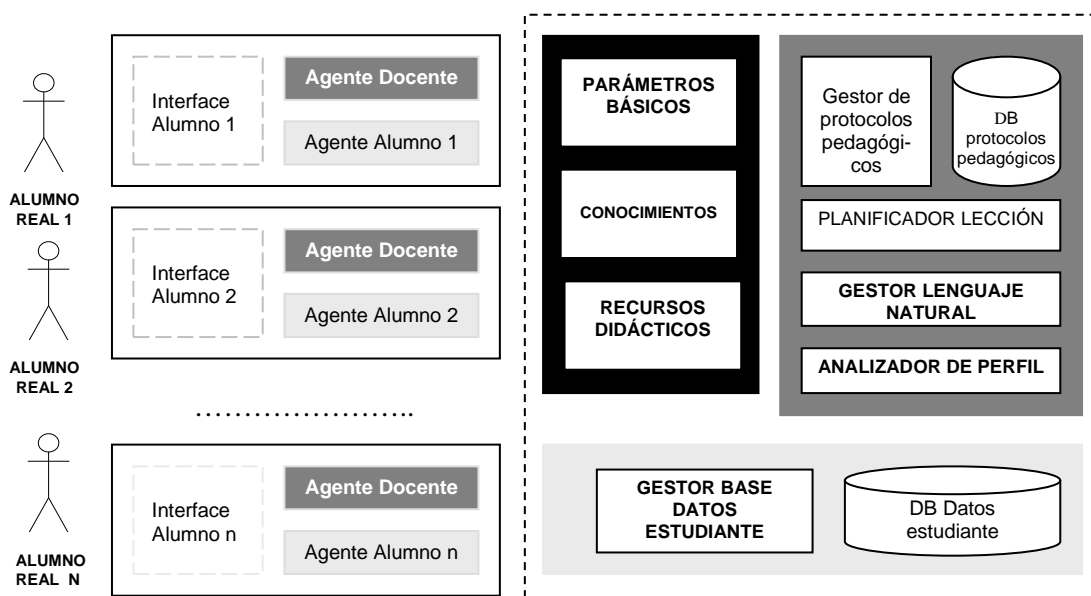 Interface
Alumno 1
Agente Docente
Agente Alumno 1
ALUMNO
REAL 1
Interface
Alumno 2
Agente Docente
Agente Alumno 2
ALUMNO
REAL 2
……………………..
Interface
Alumno n
Agente Docente
Agente Alumno n
ALUMNO
REAL N
PARÁMETROS
BÁSICOS
CONOCIMIENTOS
RECURSOS
DIDÁCTICOS
Gestor de
protocolos
pedagógi-
cos
DB
protocolos
pedagógicos
PLANIFICADOR LECCIÓN
GESTOR LENGUAJE
NATURAL
ANALIZADOR DE PERFIL
GESTOR BASE
DATOS
ESTUDIANTE
DB Datos
estudiante